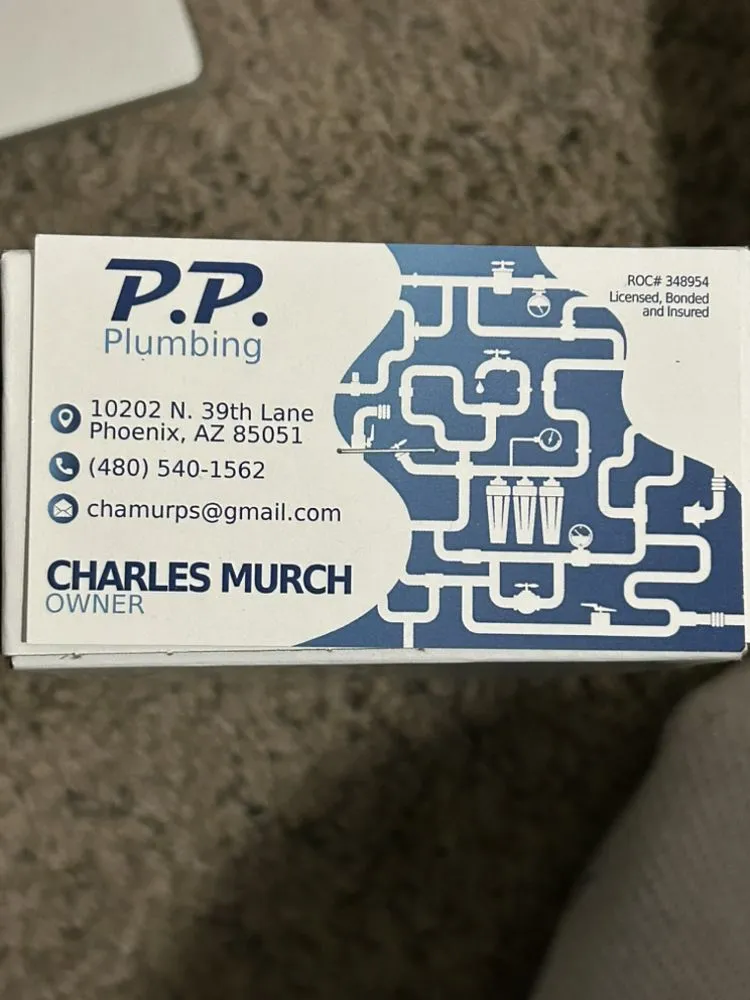 P.P.
Plumbing
ROC# 348954
Licensed, Bonded
and Insured
10202 N. 39th Lane
Phoenix, AZ 85051
(480) 540-1562
chamurps@gmail.com
CHARLES MURCH
OWNER